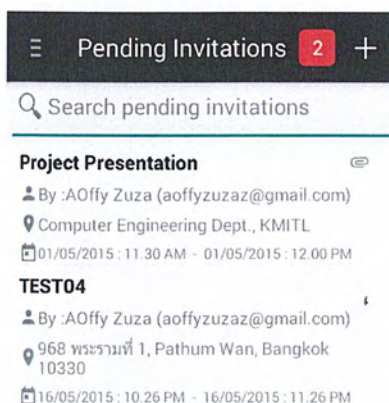 Pending Invitations 2 +
Search pending invitations
Project Presentation
By :AOffy Zuza (aoffyzuzaz@gmail.com)
Computer Engineering Dept., KMITL
01/05/2015 : 11.30 AM - 01/05/2015 : 12.00 PM
TEST04
By :AOffy Zuza (aoffyzuzaz@gmail.com)
968 พระรามที่ 1, Pathum Wan, Bangkok
10330
16/05/2015 : 10.26 PM - 16/05/2015 : 11.26 PM